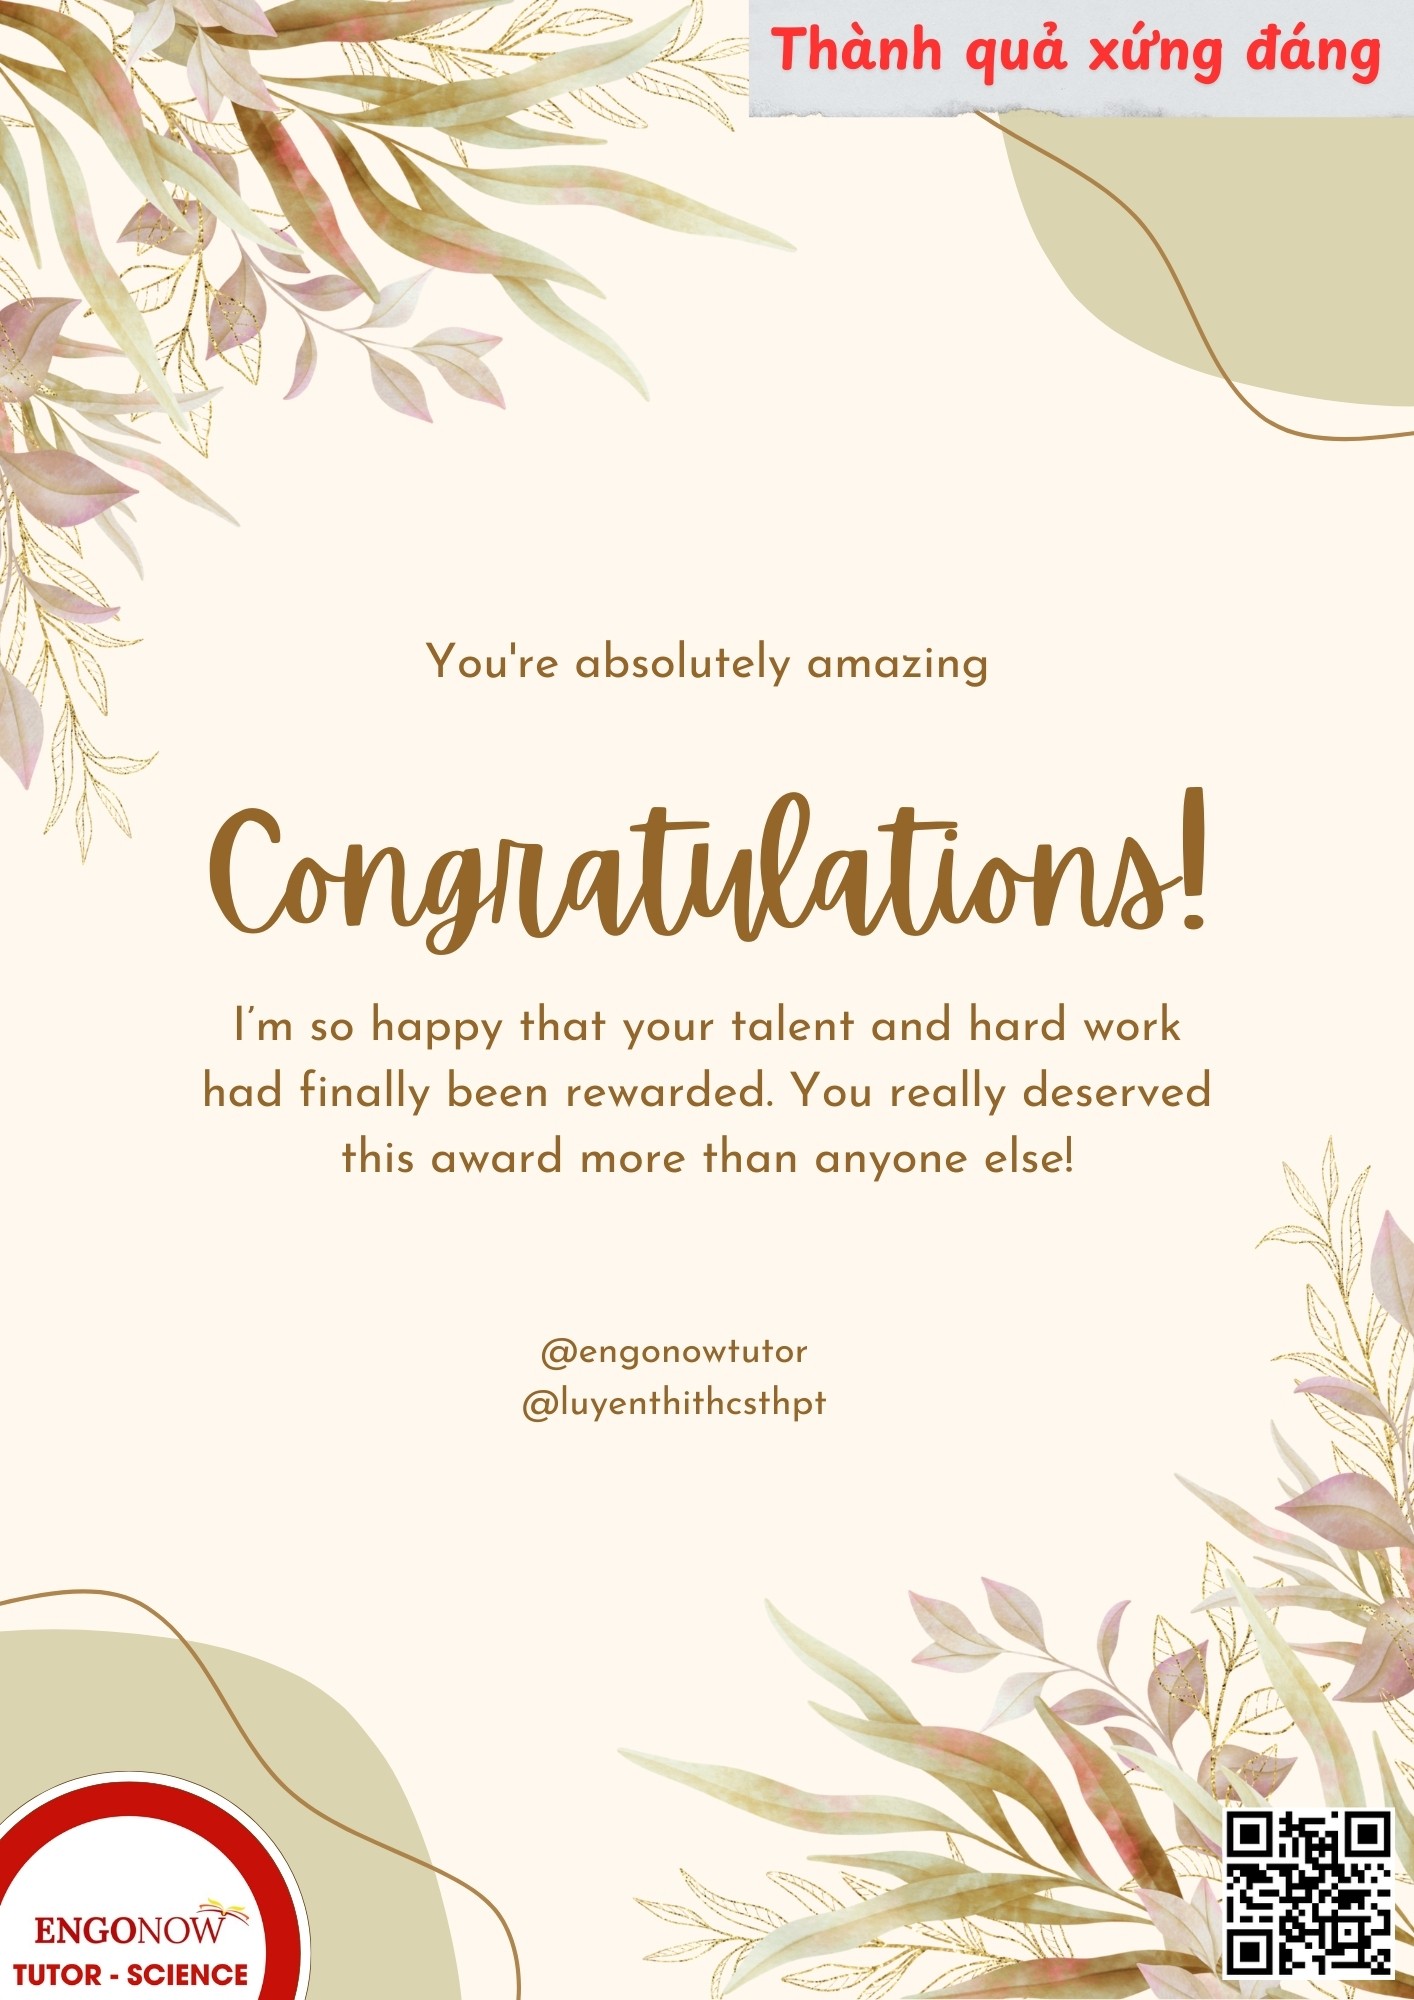 Thành quả xứng đáng
You're absolutely amazing
Congratulations!
I’m so happy that your talent and hard work
had finally been rewarded. You really deserved
this award more than anyone else!
@engonowtutor
@luyenthithcsthpt
ENGONOW
TUTOR - SCIENCE